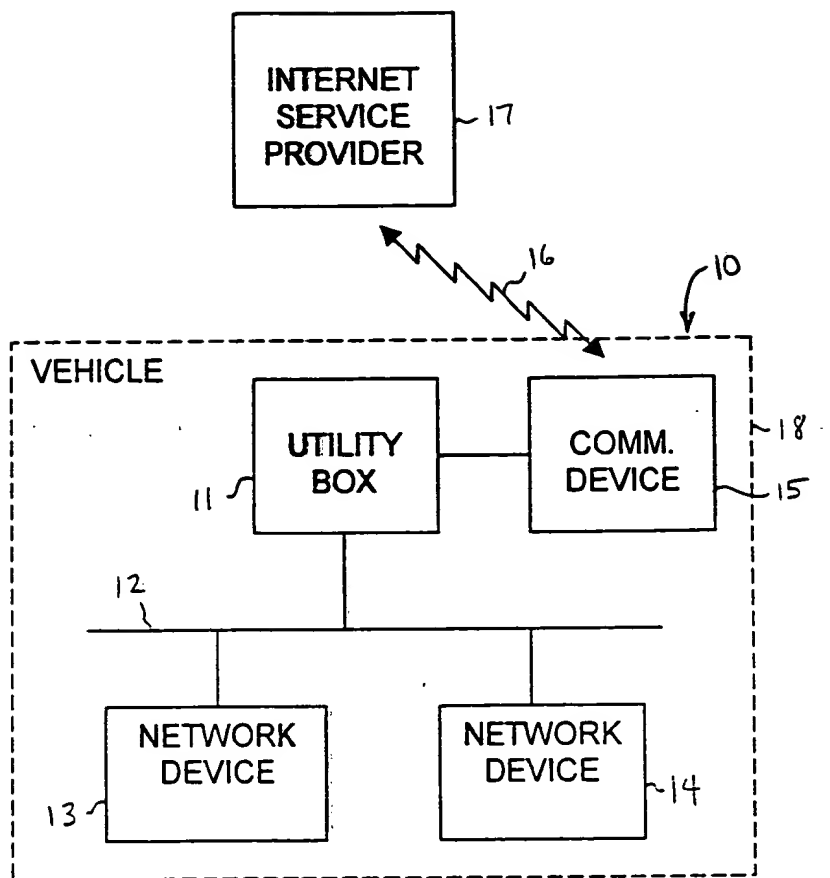 INTERNET
SERVICE
PROVIDER
17
16
10
VEHICLE
UTILITY
BOX
11
COMM.
DEVICE
15
18
12
NETWORK
DEVICE
13
NETWORK
DEVICE
14